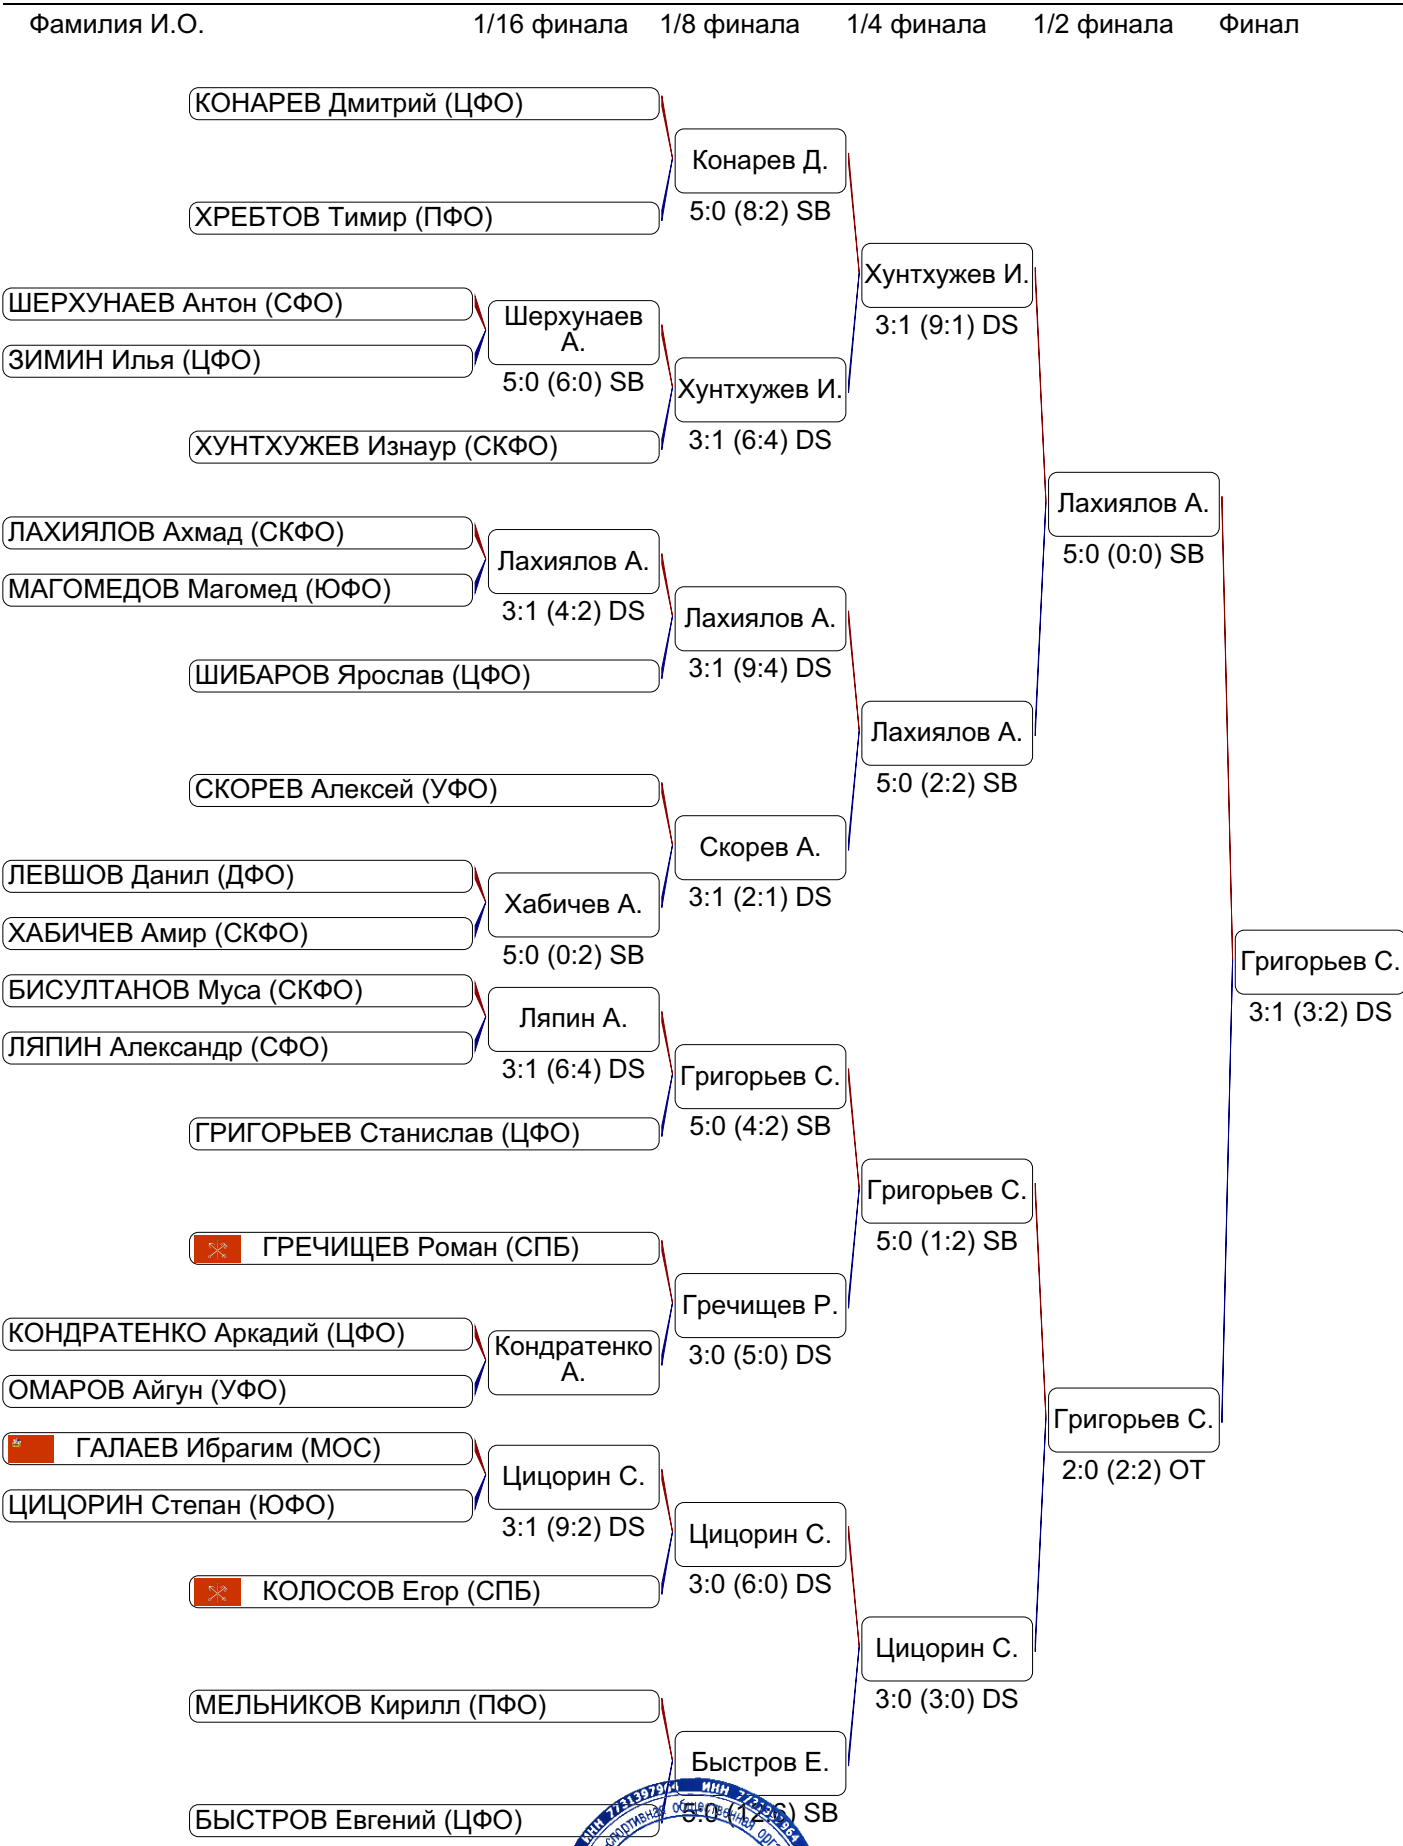 Фамилия И.О. 1/16 финала 1/8 финала 1/4 финала 1/2 финала Финал
КОНАРЕВ Дмитрий (ЦФО)
Конарев Д.
5:0 (8:2) SB
ХРЕБТОВ Тимир (ПФО)
Хунтхужев И.
3:1 (9:1) DS
ШЕРХУНАЕВ Антон (СФО)
Шерхунаев
А.
5:0 (6:0) SB
ЗИМИН Илья (ЦФО)
Хунтхужев И.
3:1 (6:4) DS
ХУНТХУЖЕВ Изнаур (СКФО)
Лахиялов А.
5:0 (0:0) SB
ЛАХИЯЛОВ Ахмад (СКФО)
Лахиялов А.
3:1 (4:2) DS
МАГОМЕДОВ Магомед (ЮФО)
Лахиялов А.
3:1 (9:4) DS
ШИБАРОВ Ярослав (ЦФО)
Лахиялов А.
5:0 (2:2) SB
СКОРЕВ Алексей (УФО)
Скорев А.
3:1 (2:1) DS
ЛЕВШОВ Данил (ДФО)
Хабичев А.
5:0 (0:2) SB
ХАБИЧЕВ Амир (СКФО)
Григорьев С.
3:1 (3:2) DS
БИСУЛТАНОВ Муса (СКФО)
Ляпин А.
3:1 (6:4) DS
ЛЯПИН Александр (СФО)
Григорьев С.
5:0 (4:2) SB
ГРИГОРЬЕВ Станислав (ЦФО)
Григорьев С.
5:0 (1:2) SB
ГРЕЧИЩЕВ Роман (СПБ)
Гречищев Р.
3:0 (5:0) DS
КОНДРАТЕНКО Аркадий (ЦФО)
Кондратенко
А.
ОМАРОВ Айгун (УФО)
Григорьев С.
2:0 (2:2) OT
ГАЛАЕВ Ибрагим (МОС)
Цицорин С.
3:1 (9:2) DS
ЦИЦОРИН Степан (ЮФО)
Цицорин С.
3:0 (6:0) DS
КОЛОСОВ Егор (СПБ)
Цицорин С.
3:0 (3:0) DS
МЕЛЬНИКОВ Кирилл (ПФО)
Быстров Е.
5:0 (12:6) SB
БЫСТРОВ Евгений (ЦФО)
ИНН 7731397964 ИНН
общественная